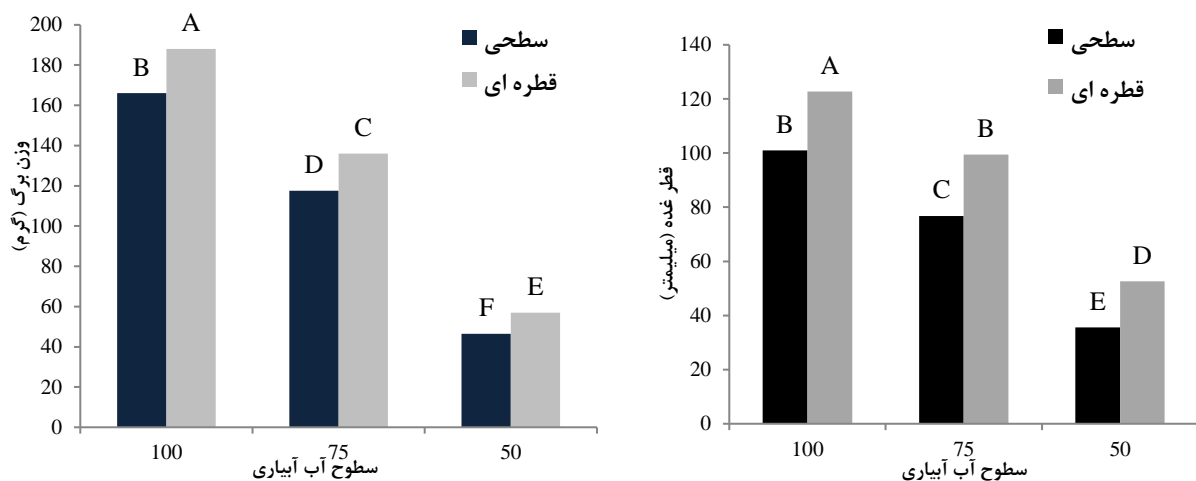 سطحی
قطره ای
وزن برگ (گرم)
200
180
160
140
120
100
80
60
40
20
0
B
A
D
C
F
E
100
75
50
سطوح آب آبیاری
سطحی
قطره ای
قطر غده (میلیمتر)
140
120
100
80
60
40
20
0
B
A
C
B
E
D
100
75
50
سطوح آب آبیاری